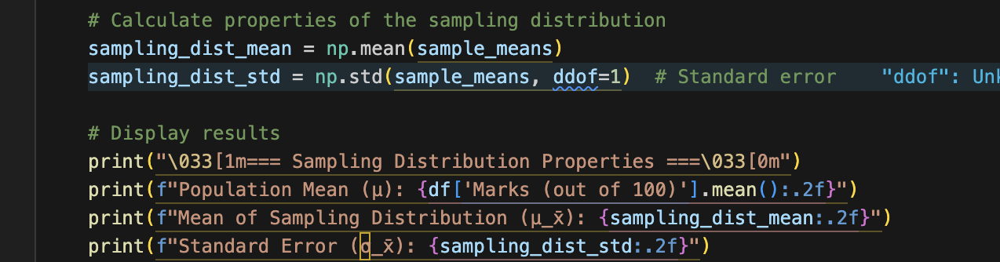 # Calculate properties of the sampling distribution
sampling_dist_mean = np.mean(sample_means)
sampling_dist_std = np.std(sample_means, ddof=1)  # Standard error    "ddof": Unk
# Display results
print("\033[1m=== Sampling Distribution Properties ===\033[0m")
print(f"Population Mean (μ): {df['Marks (out of 100)'].mean():.2f}")
print(f"Mean of Sampling Distribution (μ_x̄): {sampling_dist_mean:.2f}")
print(f"Standard Error (σ_x̄): {sampling_dist_std:.2f}")